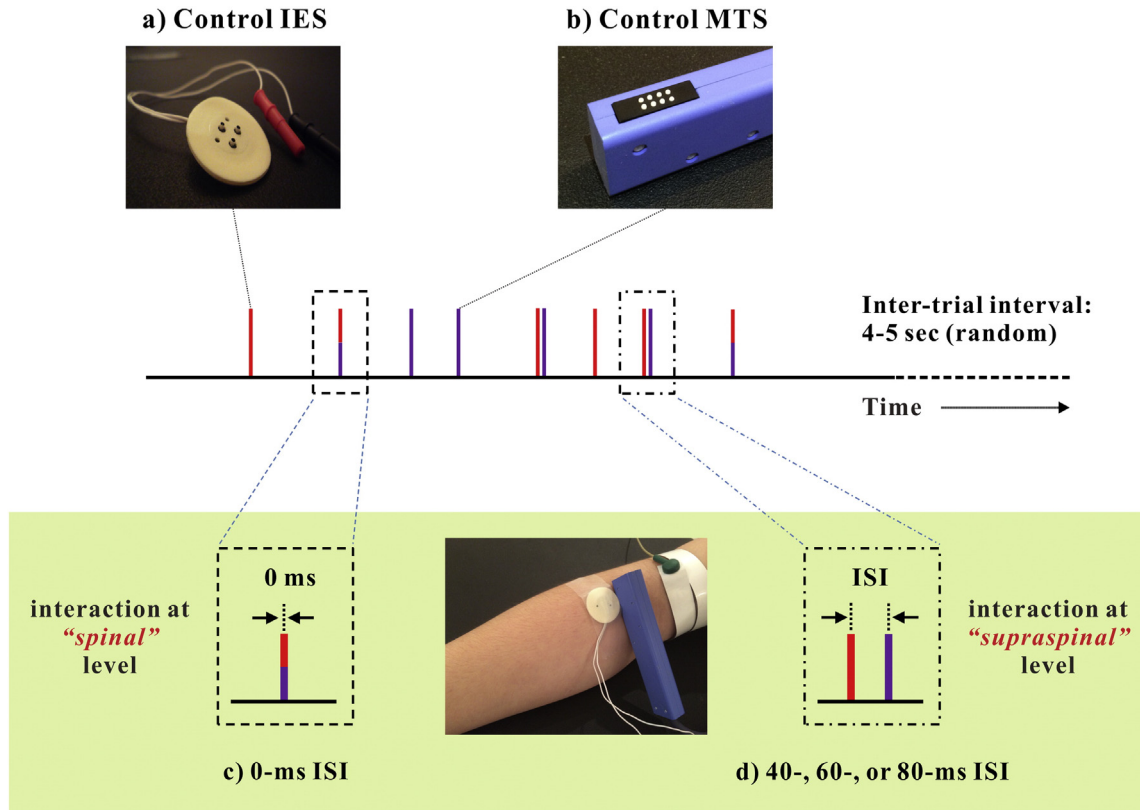 a) Control IES
b) Control MTS
Inter-trial interval:
4-5 sec (random)
Time
0 ms
interaction at
“spinal”
level
c) 0-ms ISI
ISI
interaction at
“supraspinal”
level
d) 40-, 60-, or 80-ms ISI